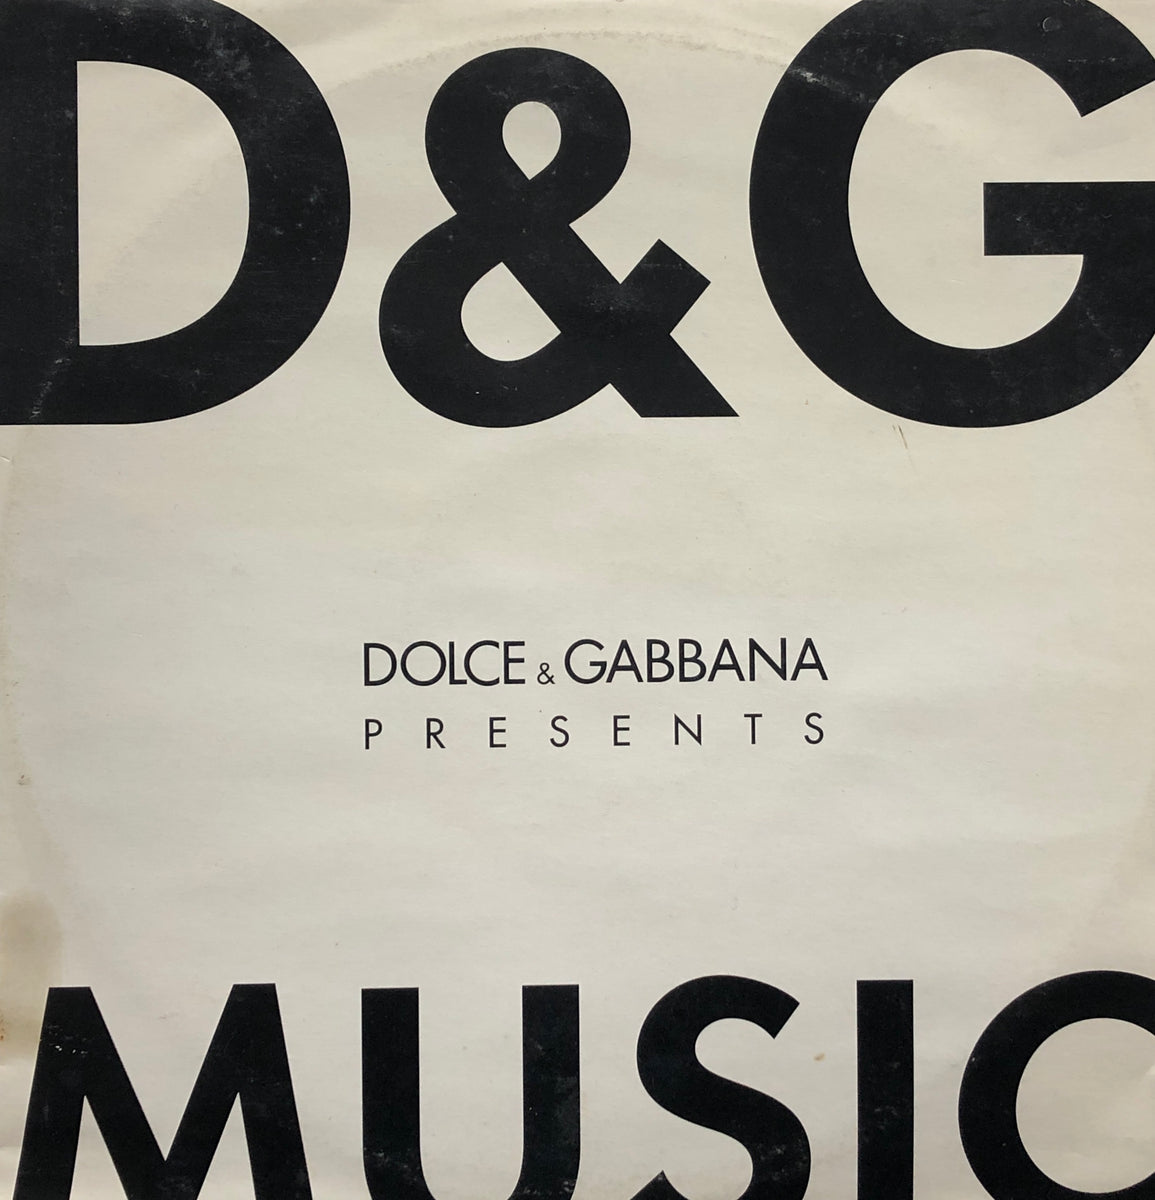 D&G
DOLCE & GABBANA
PRESENTS
MUSIC